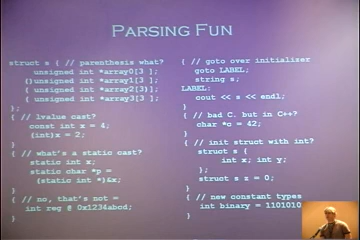 PARSING FUN
struct s { // parenthesis what?
unsigned int *array0[3 ];
()unsigned int *array1[3 ];
( unsigned int *array2[3)];
( unsigned int *array3[3 ];
};
{ // lvalue cast?
const int x = 4;
(int)x = 2;
}
{ // what's a static cast?
static int x;
static char *p =
(static int *)&x;
}
{ // no, that's not =
int reg @ 0x1234abcd;
}
{ // goto over initializer
goto LABEL;
string s;
LABEL:
cout << s << endl;
}
{ // bad C, but in C++?
char *c = 42;
}
{ // init struct with int?
struct s {
int x; int y;
};
struct s z = 0;
}
{ // new constant types
int binary = 1101010
}